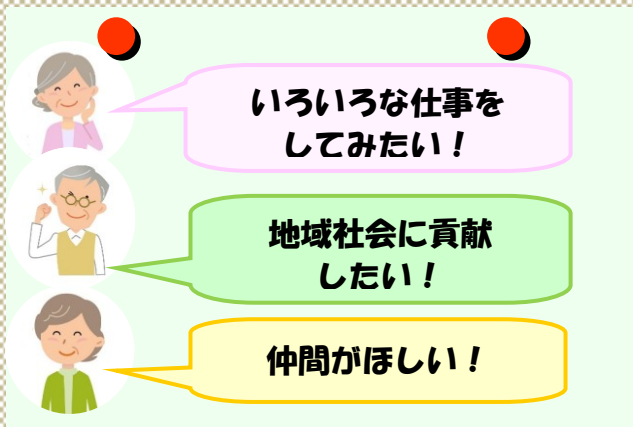 いろいろな仕事を
してみたい！
地域社会に貢献
したい！
仲間がほしい！